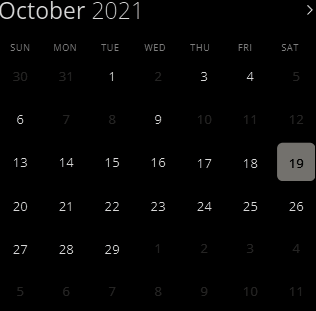 October 2021
SUN MON TUE WED THU FRI SAT
30 31 1 2 3 4 5
6 7 8 9 10 11 12
13 14 15 16 17 18 19
20 21 22 23 24 25 26
27 28 29 1 2 3 4
5 6 7 8 9 10 11